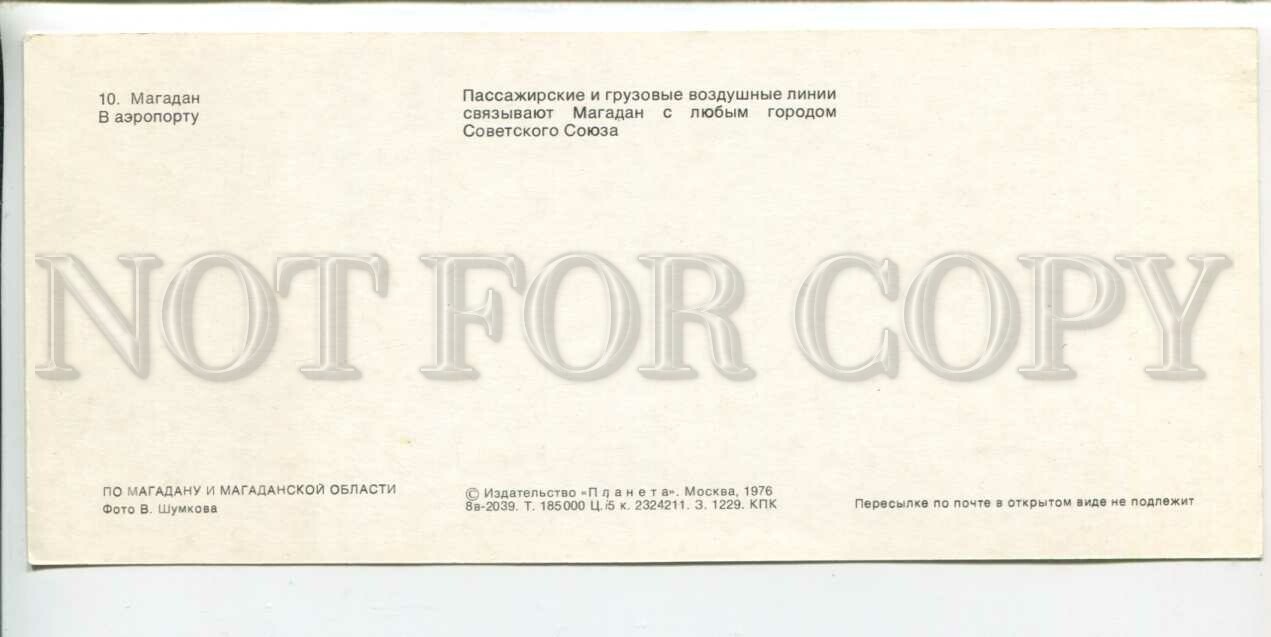 10. Магадан
В аэропорту
Пассажирские и грузовые воздушные линии
связывают Магадан с любым городом
Советского Союза
NOT FOR COPY
ПО МАГАДАНУ И МАГАДАНСКОЙ ОБЛАСТИ
Фото В. Шумкова
© Издательство «П л а н е т а». Москва, 1976
8в-2039. Т. 185000 Ц. 15 к. 2324211. З. 1229. КПК
Пересылке по почте в открытом виде не подлежит